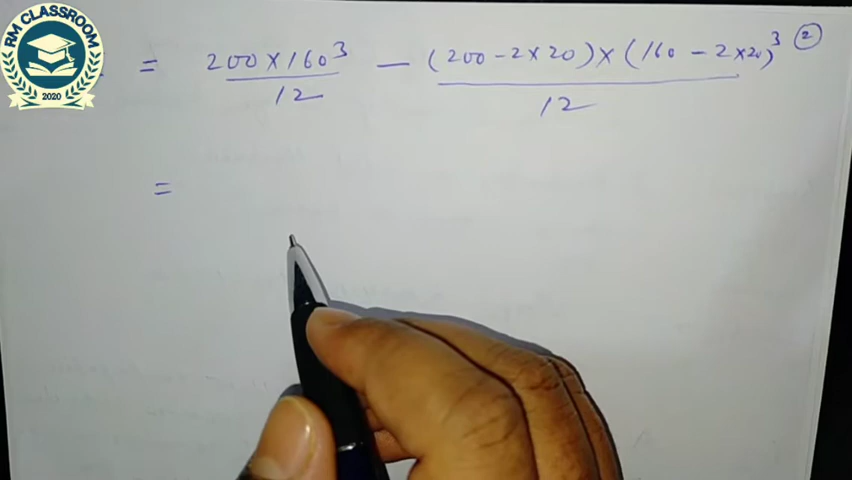 RM CLASSROOM
2020
②
= 200×160³/12 − (200−2×20)×(160−2×20)³/12
=